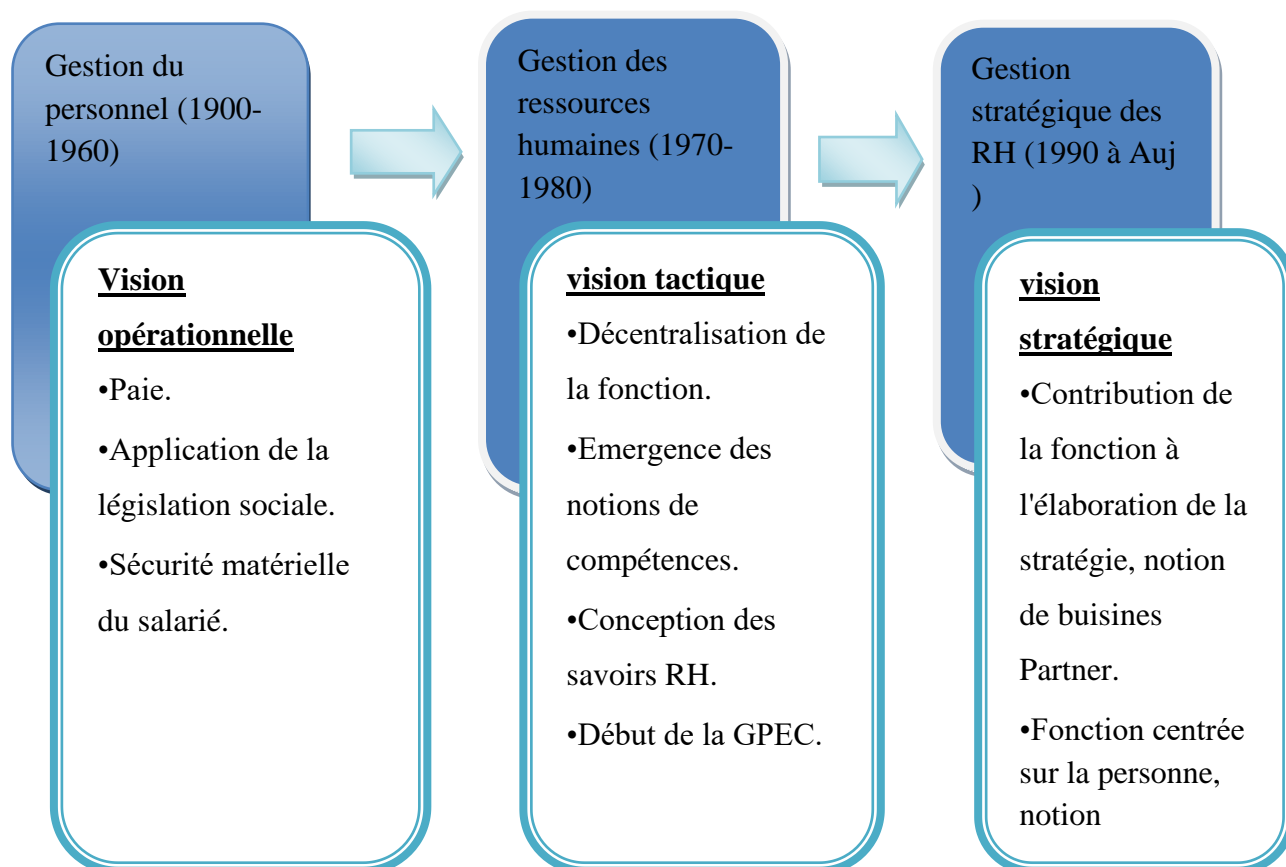 Gestion du
personnel (1900-
1960)
Vision
opérationnelle
•Paie.
•Application de la
législation sociale.
•Sécurité matérielle
du salarié.
Gestion des
ressources
humaines (1970-
1980)
vision tactique
•Décentralisation de
la fonction.
•Emergence des
notions de
compétences.
•Conception des
savoirs RH.
•Début de la GPEC.
Gestion
stratégique des
RH (1990 à Auj
)
vision
stratégique
•Contribution de
la fonction à
l'élaboration de la
stratégie, notion
de buisines
Partner.
•Fonction centrée
sur la personne,
notion